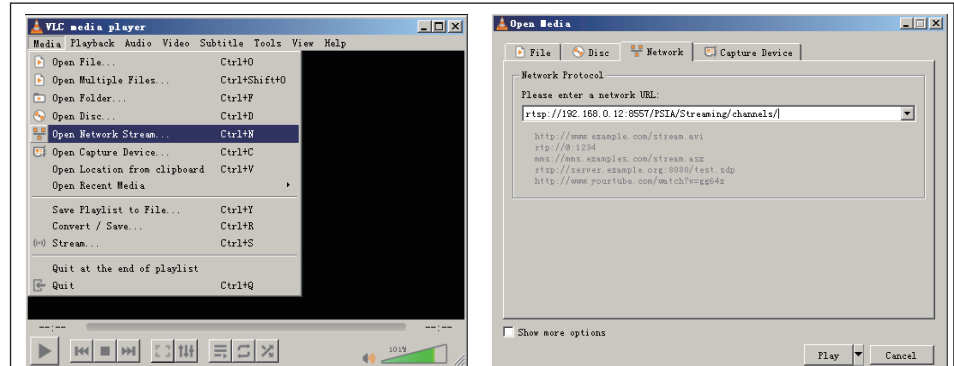 VLC media player
Media Playback Audio Video Subtitle Tools View Help
Open File... Ctrl+O
Open Multiple Files... Ctrl+Shift+O
Open Folder... Ctrl+F
Open Disc... Ctrl+D
Open Network Stream... Ctrl+N
Open Capture Device... Ctrl+C
Open Location from clipboard Ctrl+V
Open Recent Media
Save Playlist to File... Ctrl+Y
Convert / Save... Ctrl+R
Stream... Ctrl+S
Quit at the end of playlist
Quit Ctrl+Q
--:-- --:--
101%
Open Media
File Disc Network Capture Device
Network Protocol
Please enter a network URL:
rtsp://192.168.0.12:8557/PSIA/Streaming/channels/
http://www.example.com/stream.avi
rtp://@:1234
mms://mms.examples.com/stream.asx
rtsp://server.example.org:8080/test.sdp
http://www.yourtube.com/watch?v=gg64x
Show more options
Play Cancel